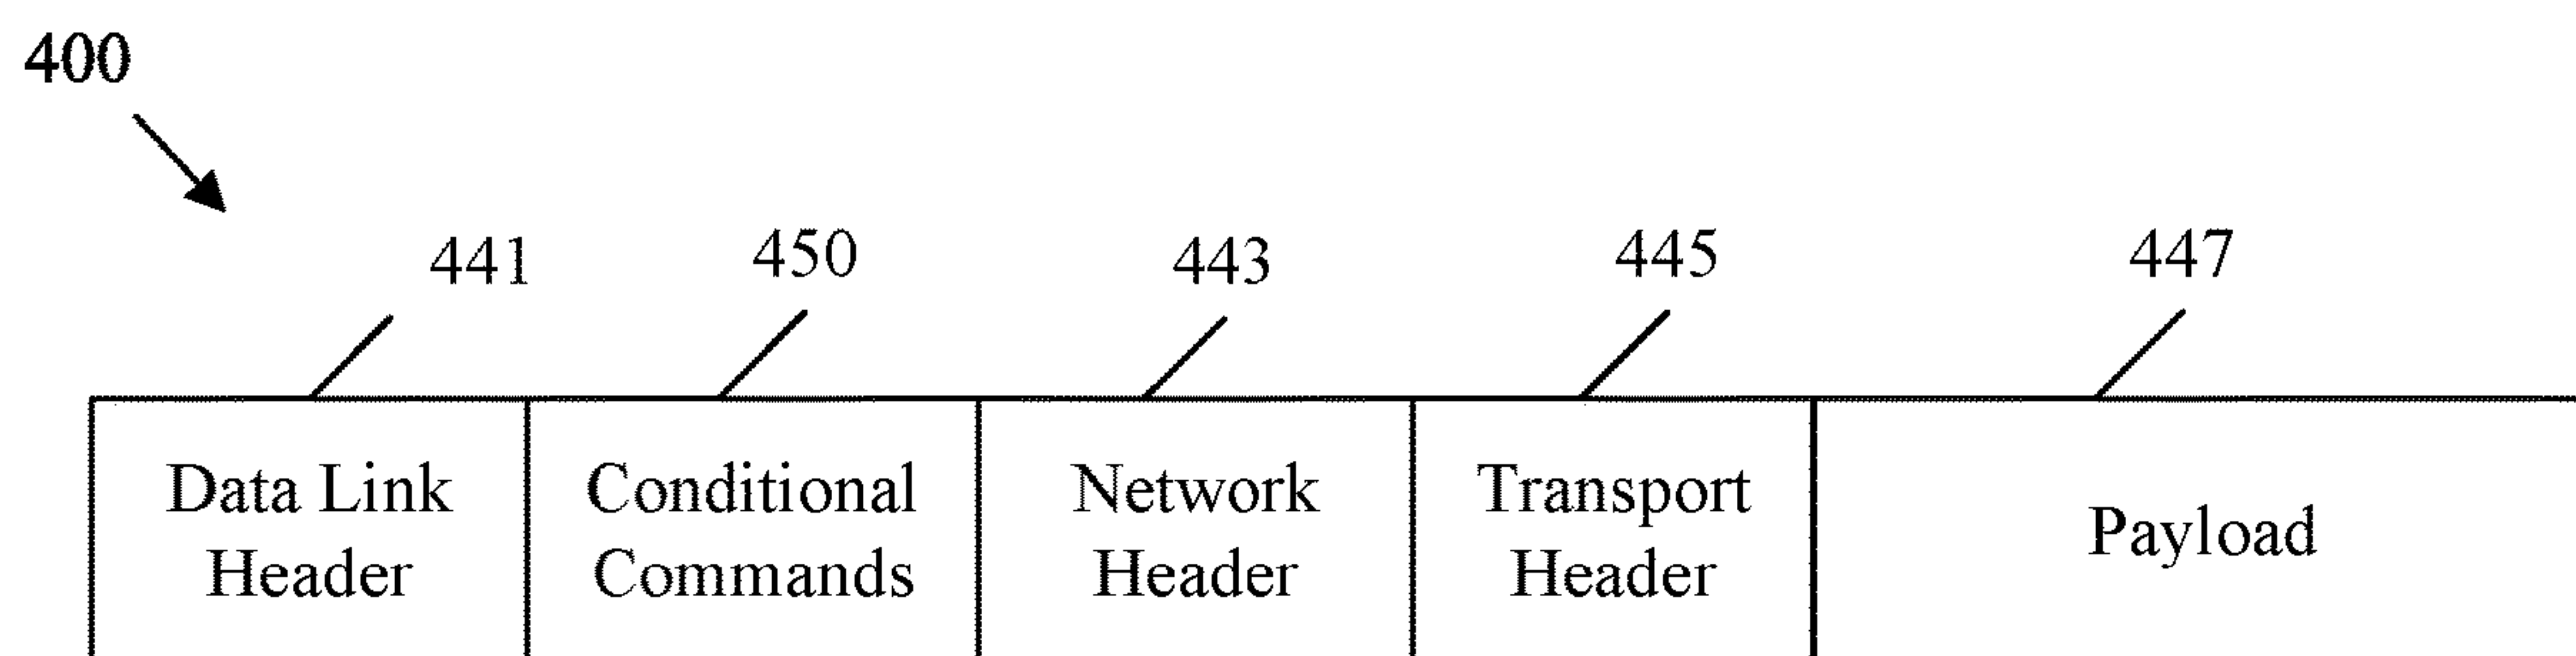 400
441 450 443 445 447
Data Link Conditional Network Transport
Payload
Header Commands Header Header